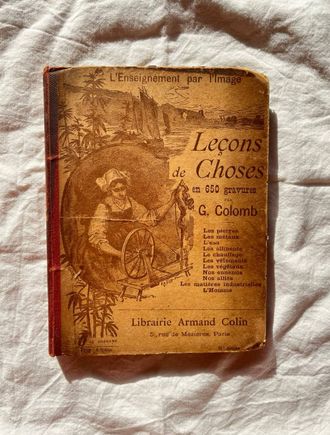 L'Enseignement par l'Image
Leçons
de Choses
en 650 gravures
PAR
G. Colomb
Les pierres
Les métaux
L'eau
Les aliments
Le chauffage
Les vêtements
Les végétaux
Nos ennemis
Nos alliés
Les matières industrielles
L'Homme
Librairie Armand Colin
5, rue de Mézières, Paris